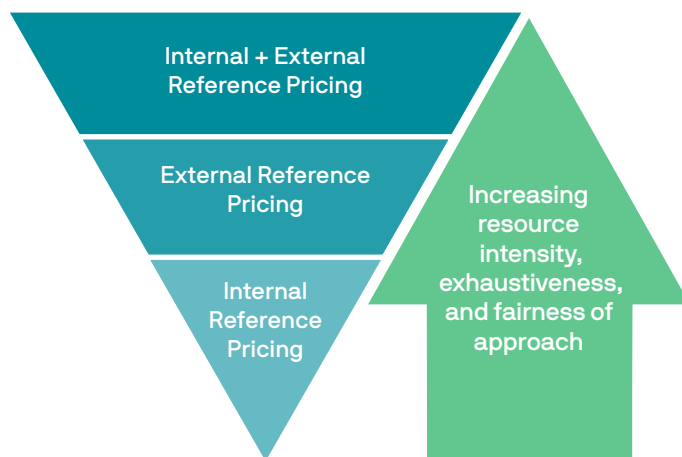 Internal + External
Reference Pricing
External Reference
Pricing
Internal
Reference
Pricing
Increasing
resource
intensity,
exhaustiveness,
and fairness of
approach